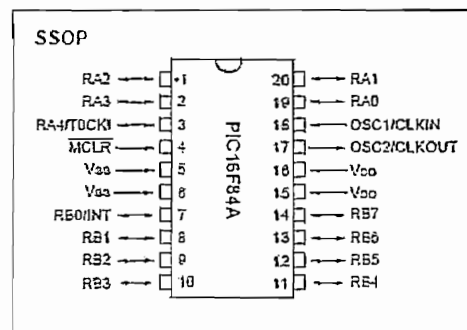 SSOP
RA2 1 20 RA1
RA3 2 19 RA0
RA4/T0CKI 3 18 OSC1/CLKIN
MCLR 4 17 OSC2/CLKOUT
Vss 5 16 VDD
Vss 6 15 VDD
RB0/INT 7 14 RB7
RB1 8 13 RB6
RB2 9 12 RB5
RB3 10 11 RB4
PIC16F84A